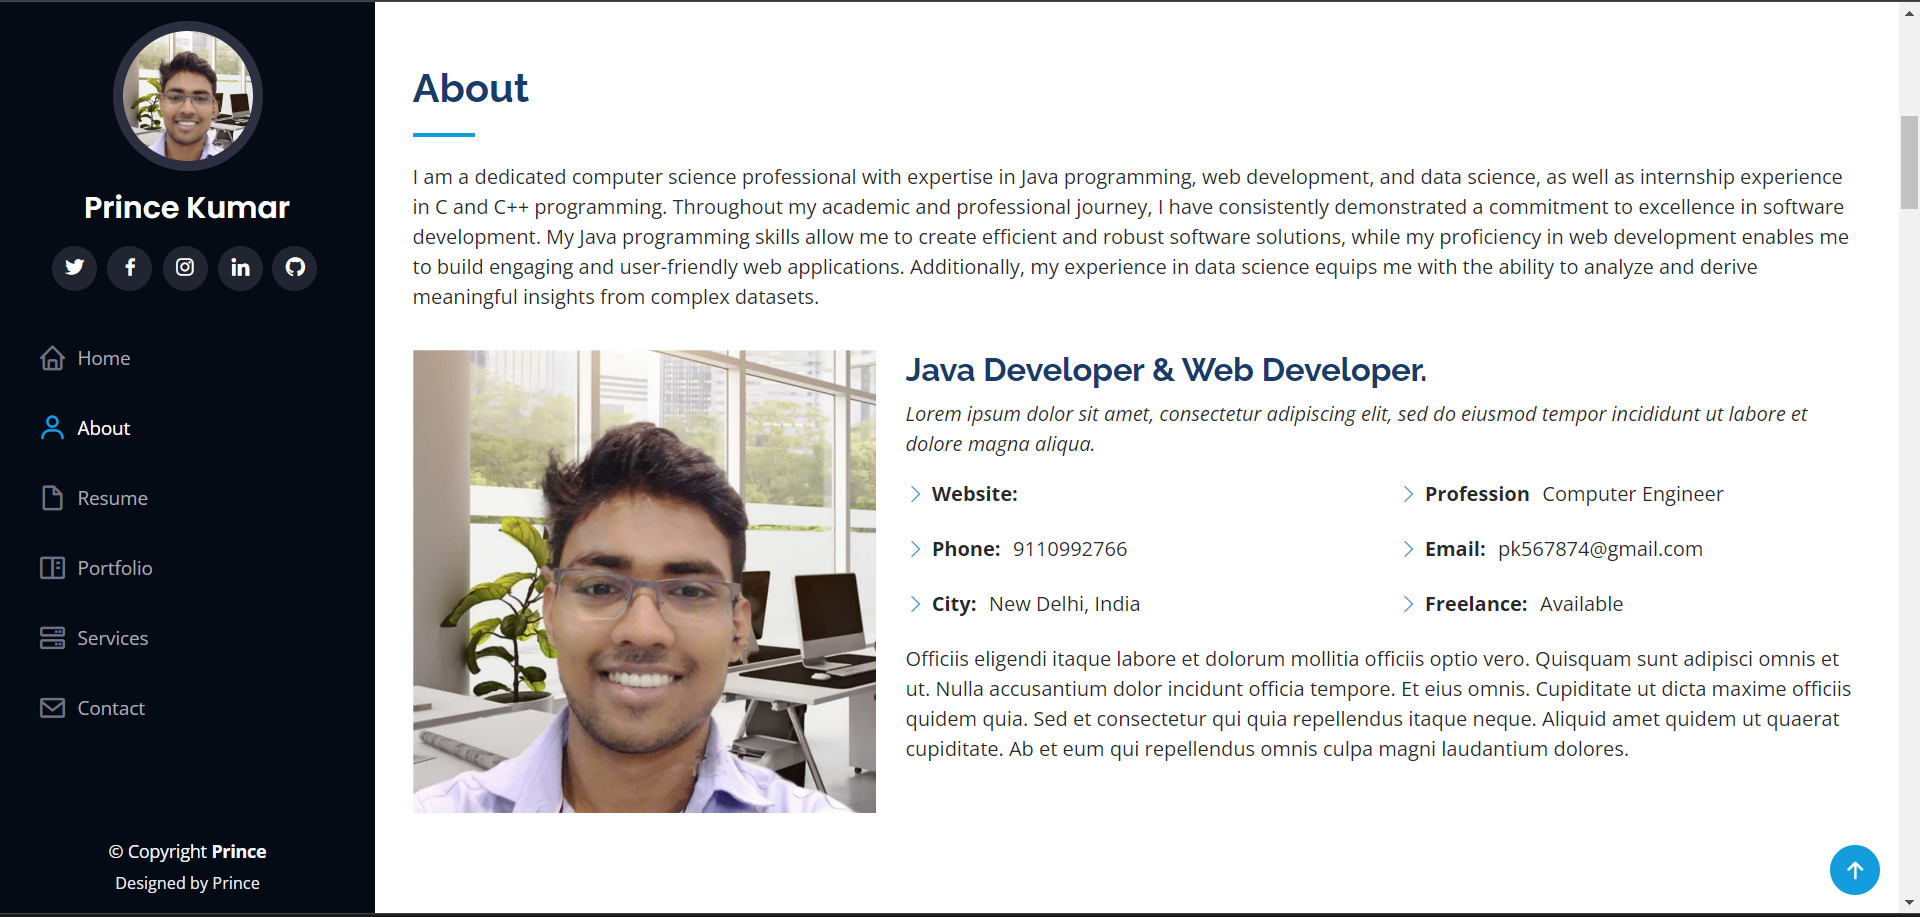 Prince Kumar
Home
About
Resume
Portfolio
Services
Contact
© Copyright Prince
Designed by Prince
About
I am a dedicated computer science professional with expertise in Java programming, web development, and data science, as well as internship experience
in C and C++ programming. Throughout my academic and professional journey, I have consistently demonstrated a commitment to excellence in software
development. My Java programming skills allow me to create efficient and robust software solutions, while my proficiency in web development enables me
to build engaging and user-friendly web applications. Additionally, my experience in data science equips me with the ability to analyze and derive
meaningful insights from complex datasets.
Java Developer & Web Developer.
Lorem ipsum dolor sit amet, consectetur adipiscing elit, sed do eiusmod tempor incididunt ut labore et
dolore magna aliqua.
Website:
Phone: 9110992766
City: New Delhi, India
Profession Computer Engineer
Email: pk567874@gmail.com
Freelance: Available
Officiis eligendi itaque labore et dolorum mollitia officiis optio vero. Quisquam sunt adipisci omnis et
ut. Nulla accusantium dolor incidunt officia tempore. Et eius omnis. Cupiditate ut dicta maxime officiis
quidem quia. Sed et consectetur qui quia repellendus itaque neque. Aliquid amet quidem ut quaerat
cupiditate. Ab et eum qui repellendus omnis culpa magni laudantium dolores.